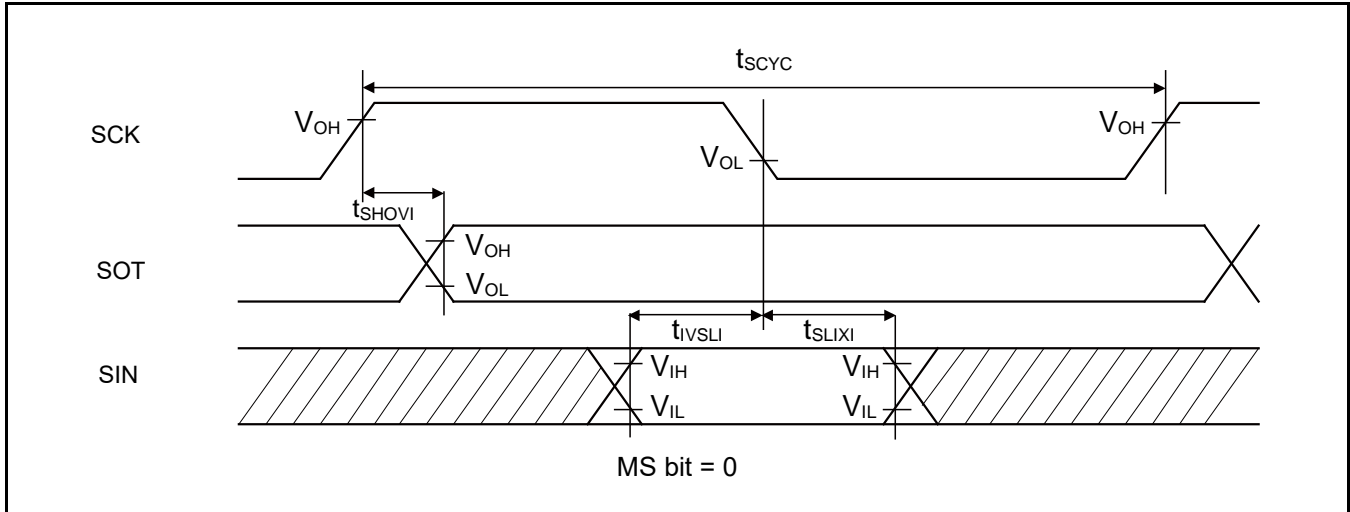 tSCYC
SCK
VOH
VOL
VOH
tSHOVI
SOT
VOH
VOL
tIVSLI
tSLIXI
SIN
VIH
VIH
VIL
VIL
MS bit = 0